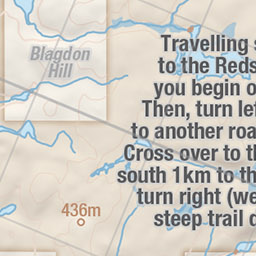 Blagdon
Hill
Travelling
to the Reds
you begin o
Then, turn lef
to another roa
Cross over to th
south 1km to th
turn right (we
steep trail d
436m